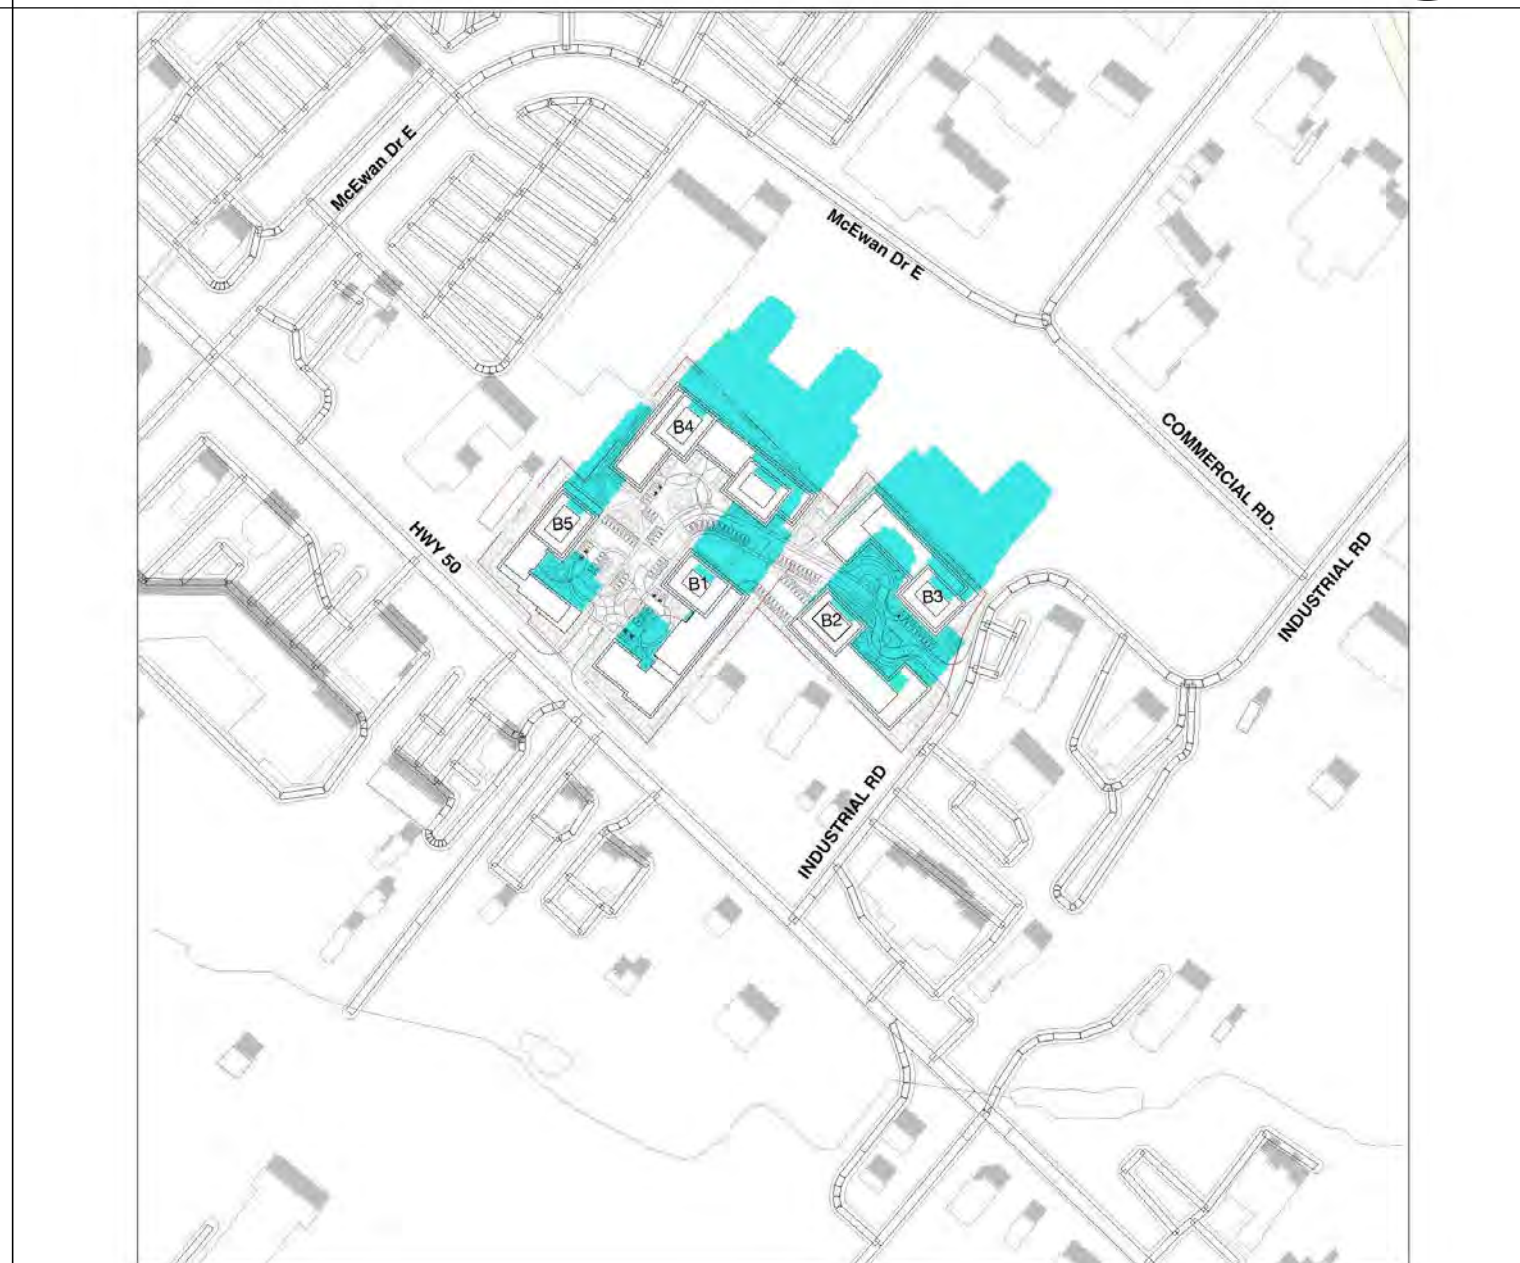 McEwan Dr E
McEwan Dr E
B4
COMMERCIAL RD.
B5
HWY 50
INDUSTRIAL RD
B1
B3
B2
INDUSTRIAL RD